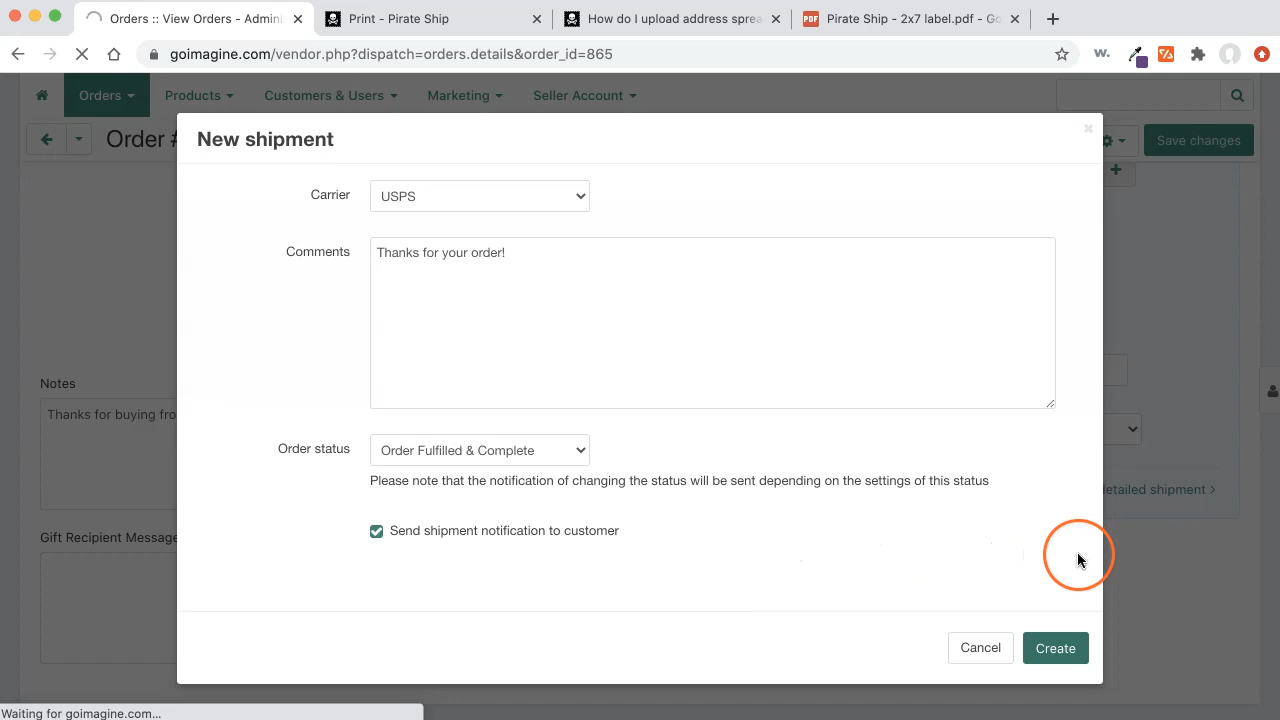 Orders :: View Orders - Admini
Print - Pirate Ship
How do I upload address sprea
PDF
Pirate Ship - 2x7 label.pdf - Go
goimagine.com/vendor.php?dispatch=orders.details&order_id=865
w.
Orders
Products
Customers & Users
Marketing
Seller Account
Order #
Save changes
New shipment
Carrier
USPS
Comments
Thanks for your order!
Notes
Thanks for buying fro
Order status
Order Fulfilled & Complete
Please note that the notification of changing the status will be sent depending on the settings of this status
detailed shipment
Send shipment notification to customer
Gift Recipient Message
Cancel
Create
Waiting for goimagine.com...